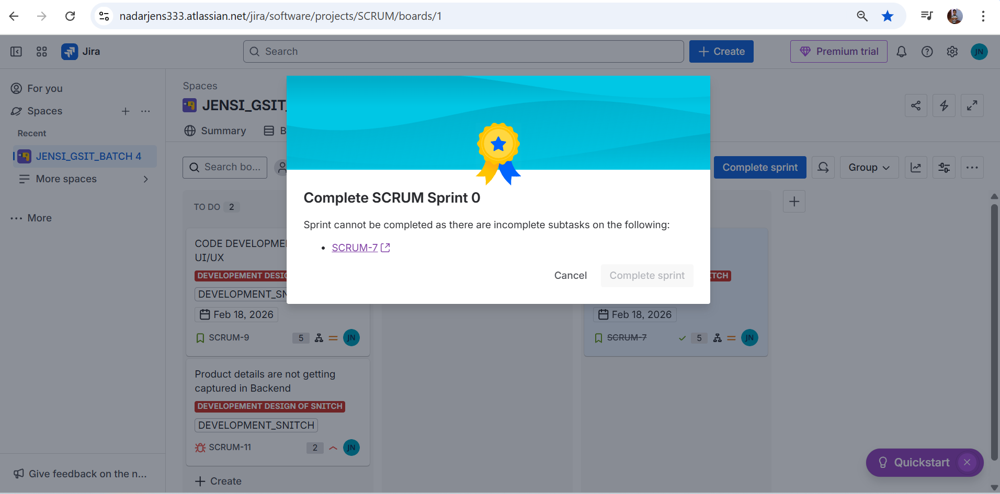 nadarjens333.atlassian.net/jira/software/projects/SCRUM/boards/1
Jira
Search
Create
Premium trial
JN
For you
Spaces
Recent
JENSI_GSIT_BATCH 4
More spaces
More
Give feedback on the n...
Spaces
JENSI_GSIT_
Summary
B
Search bo...
Complete sprint
Group
TO DO 2
CODE DEVELOPME
UI/UX
DEVELOPEMENT DESIG
DEVELOPMENT_SN
Feb 18, 2026
SCRUM-9 5 JN
Product details are not getting
captured in Backend
DEVELOPEMENT DESIGN OF SNITCH
DEVELOPMENT_SNITCH
SCRUM-11 2 JN
Create
Complete SCRUM Sprint 0
Sprint cannot be completed as there are incomplete subtasks on the following:
SCRUM-7
Cancel
Complete sprint
ITCH
Feb 18, 2026
SCRUM-7 5 JN
Quickstart